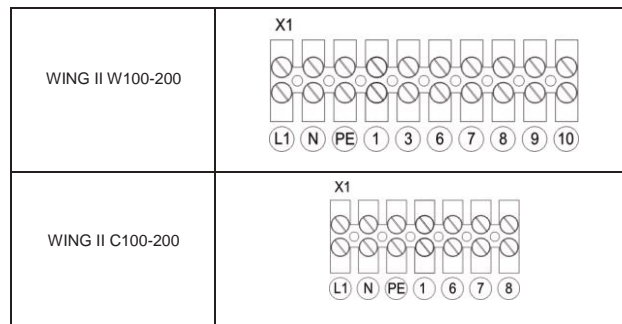 X1
WING II W100-200
L1 N PE 1 3 6 7 8 9 10
X1
WING II C100-200
L1 N PE 1 6 7 8